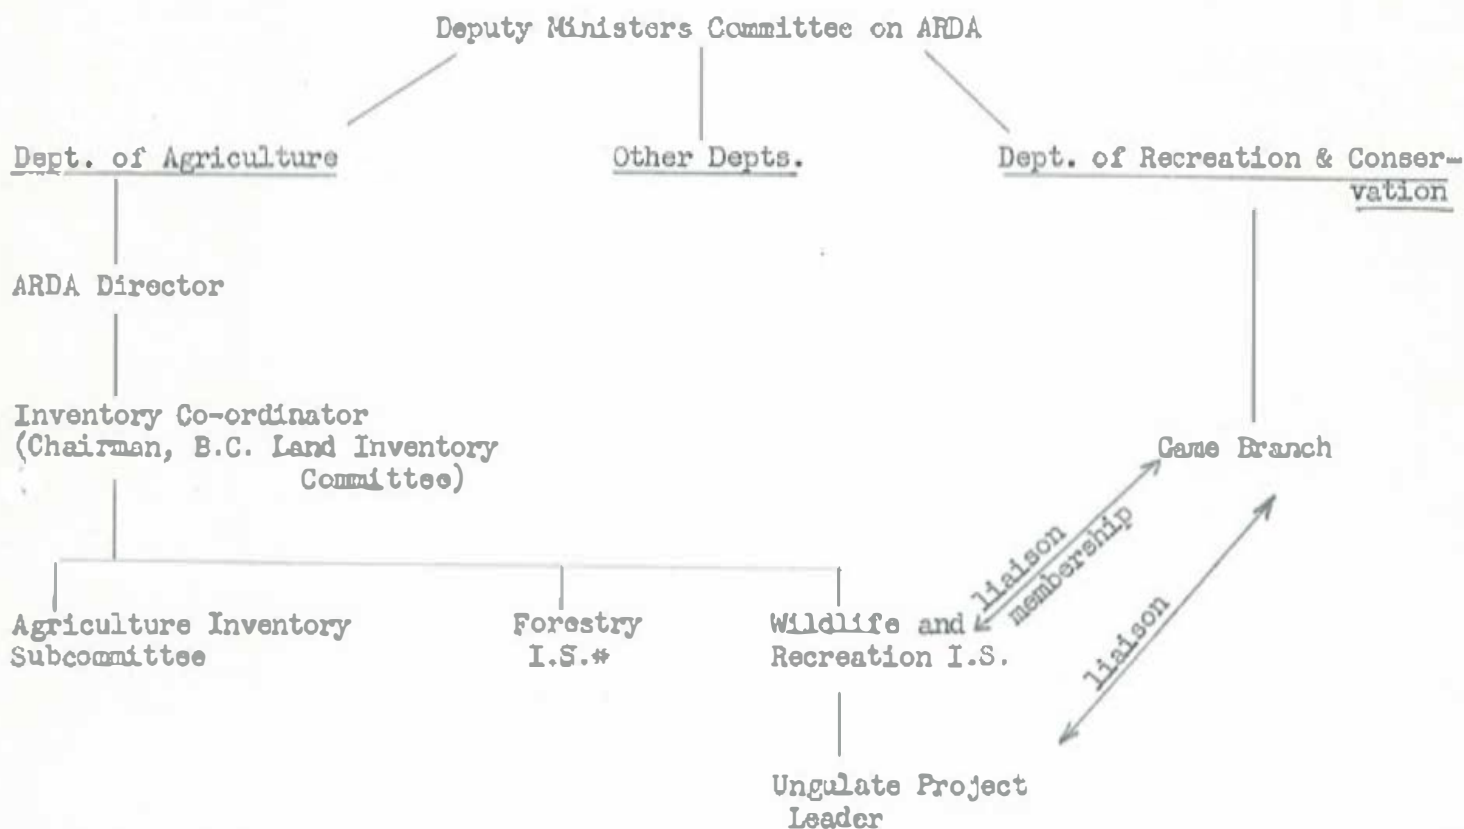 Deputy Ministers Committee on ARDA
Dept. of Agriculture
Other Depts.
Dept. of Recreation & Conser-
vation
ARDA Director
Inventory Co-ordinator
(Chairman, B.C. Land Inventory
Committee)
Game Branch
liaison
membership
liaison
Agriculture Inventory
Subcommittee
Forestry
I.S.*
Wildlife and
Recreation I.S.
Ungulate Project
Leader